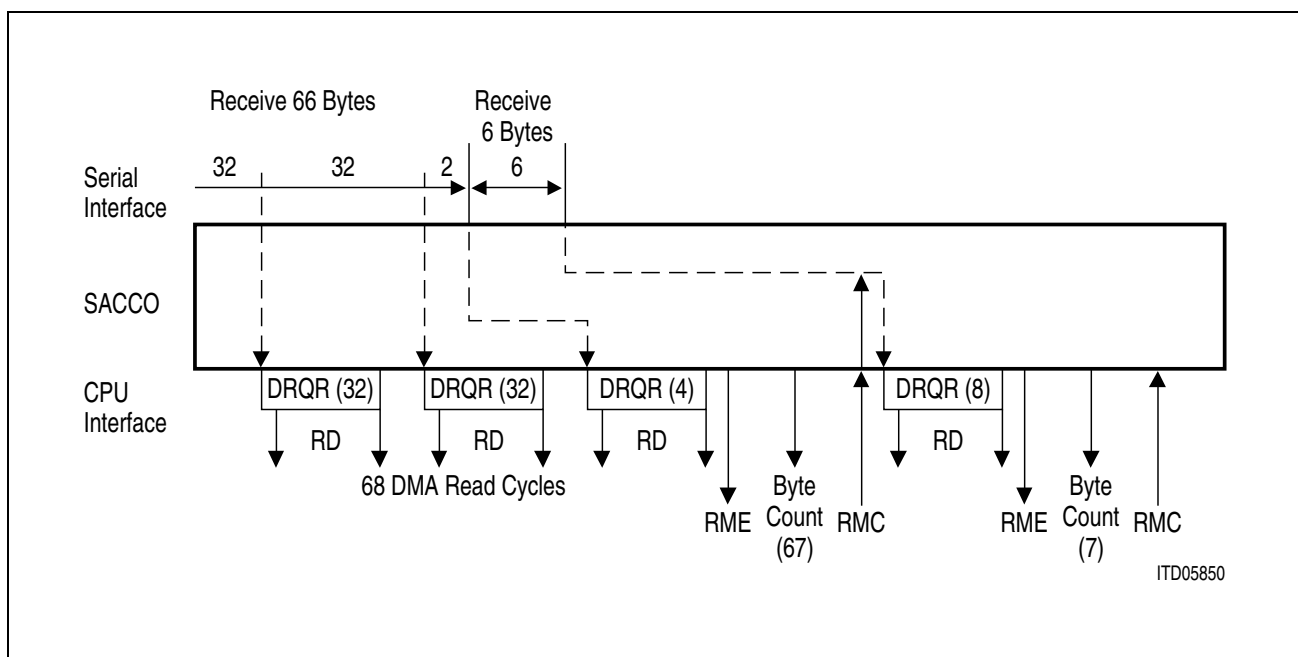 Receive 66 Bytes
Receive
6 Bytes
32
32
2
6
Serial
Interface
SACCO
CPU
Interface
DRQR (32)
DRQR (32)
DRQR (4)
DRQR (8)
RD
RD
RD
RD
68 DMA Read Cycles
RME
Byte
Count
(67)
RMC
RME
Byte
Count
(7)
RMC
ITD05850